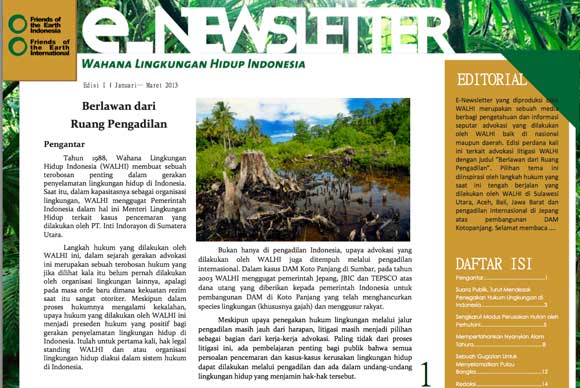 Friends of
the Earth
Indonesia
Friends of
the Earth
International
e_NEWSLETTER
WAHANA LINGKUNGAN HIDUP INDONESIA
Edisi 1 / Januari- Maret 2013
Berlawan dari
Ruang Pengadilan
Pengantar
Tahun 1988, Wahana Lingkungan
Hidup Indonesia (WALHI) membuat sebuah
terobosan penting dalam gerakan
penyelamatan lingkungan hidup di Indonesia.
Saat itu, dalam kapasitasnya sebagai organisasi
lingkungan, WALHI menggugat Pemerintah
Indonesia dalam hal ini Menteri Lingkungan
Hidup terkait kasus pencemaran yang
dilakukan oleh PT. Inti Indorayon di Sumatera
Utara.
Langkah hukum yang dilakukan oleh
WALHI ini, dalam sejarah gerakan advokasi
ini merupakan sebuah terobosan hukum yang
jika dilihat kala itu belum pernah dilakukan
oleh organisasi lingkungan lainnya, apalagi
pada masa orde baru dimana kekuatan rezim
saat itu sangat otoriter. Meskipun dalam
proses hukumnya mengalami kekalahan,
upaya hukum yang dilakukan oleh WALHI ini
menjadi preseden hukum yang positif bagi
gerakan penyelamatan lingkungan hidup di
Indonesia. Itulah untuk pertama kali, hak legal
standing WALHI dan atau organisasi
lingkungan hidup diakui dalam sistem hukum
di Indonesia.
Bukan hanya di pengadilan Indonesia, upaya advokasi yang
dilakukan oleh WALHI juga ditempuh melalui pengadilan
internasional. Dalam kasus DAM Koto Panjang di Sumbar, pada tahun
2003 WALHI menggugat pemerintah Jepang, JBIC dan TEPSCO atas
dana utang yang diberikan kepada pemerintah Indonesia untuk
pembangunan DAM di Koto Panjang yang telah menghancurkan
species lingkungan (khususnya gajah) dan menggusur rakyat.
Meskipun upaya penegakan hukum lingkungan melalui jalur
pengadilan masih jauh dari harapan, litigasi masih menjadi pilihan
sebagai bagian dari kerja-kerja advokasi. Paling tidak dari proses
litigasi ini, ada pembelajaran penting bagi publik bahwa semua
persoalan pencemaran dan kasus-kasus kerusakan lingkungan hidup
dapat dilakukan melalui pengadilan dan ada dalam undang-undang
lingkungan hidup yang menjamin hak-hak tersebut.
1
EDITORIAL
E-Newsletter yang diproduksi oleh
WALHI merupakan sebuah media
berbagi pengetahuan dan informasi
seputar advokasi yang dilakukan
oleh WALHI baik di nasional
maupun daerah. Edisi perdana kali
ini terkait advokasi litigasi WALHI
dengan judul "Berlawan dari Ruang
Pengadilan". Pilihan tema ini
diinspirasi oleh langkah hukum yang
saat ini tengah berjalan yang
dilakukan oleh WALHI di Sulawesi
Utara, Aceh, Bali, Jawa Barat dan
pengadilan internasional di Jepang
atas pembangunan DAM
Kotopanjang. Selamat membaca ....
DAFTAR ISI
Pengantar......1
Suara Publik, Turut Mendesak
Penegakan Hukum Lingkungan di
Indonesia......3
Sengkarut Modus Perusakan Hutan oleh
Perhutani......5
Mempertahankan Nyanyian Alam
Tahura......8
Sebuah Gugatan Untuk
Menyelamatkan Pulau
Bangka......12
Redaksi......14